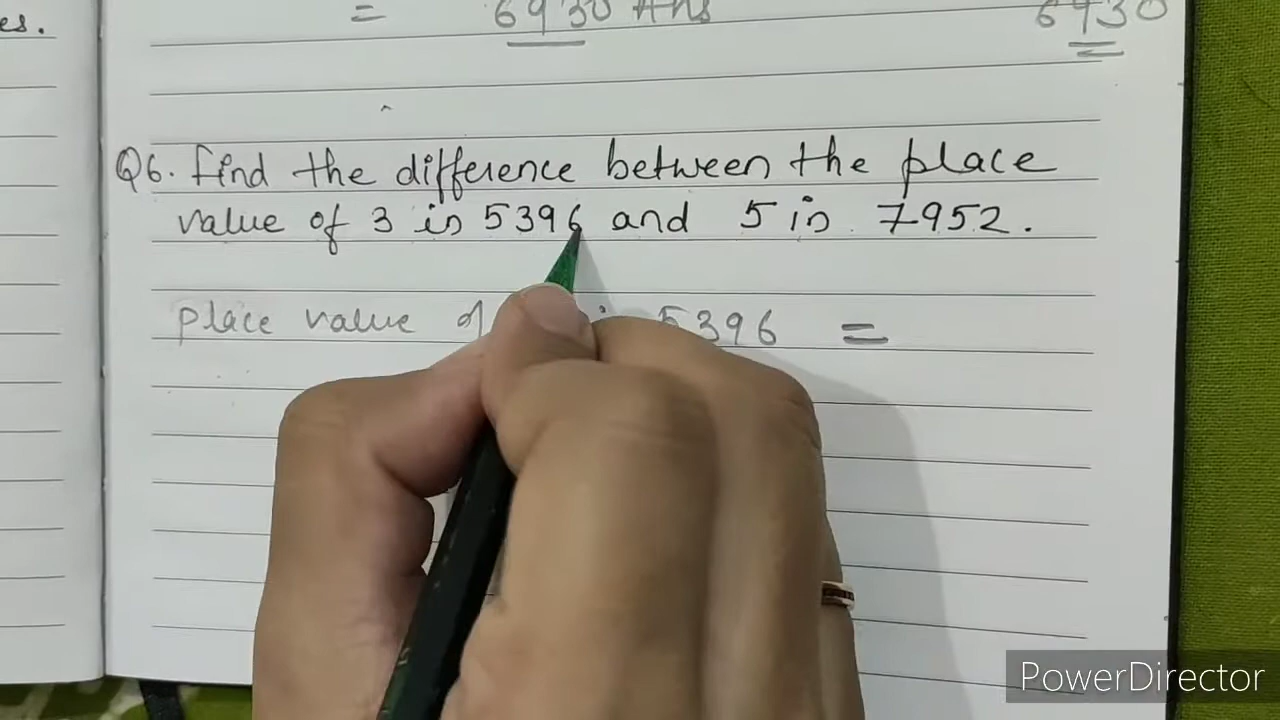 es.
= 6930 Ans 6930
Q6. Find the difference between the place
value of 3 in 5396 and 5 in 7952.
place value of 5396 =
PowerDirector